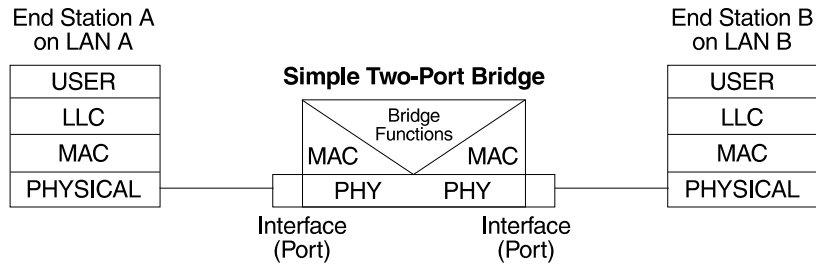 End Station A
on LAN A
USER
LLC
MAC
PHYSICAL
Simple Two-Port Bridge
Bridge
Functions
MAC MAC
PHY PHY
Interface
(Port)
Interface
(Port)
End Station B
on LAN B
USER
LLC
MAC
PHYSICAL